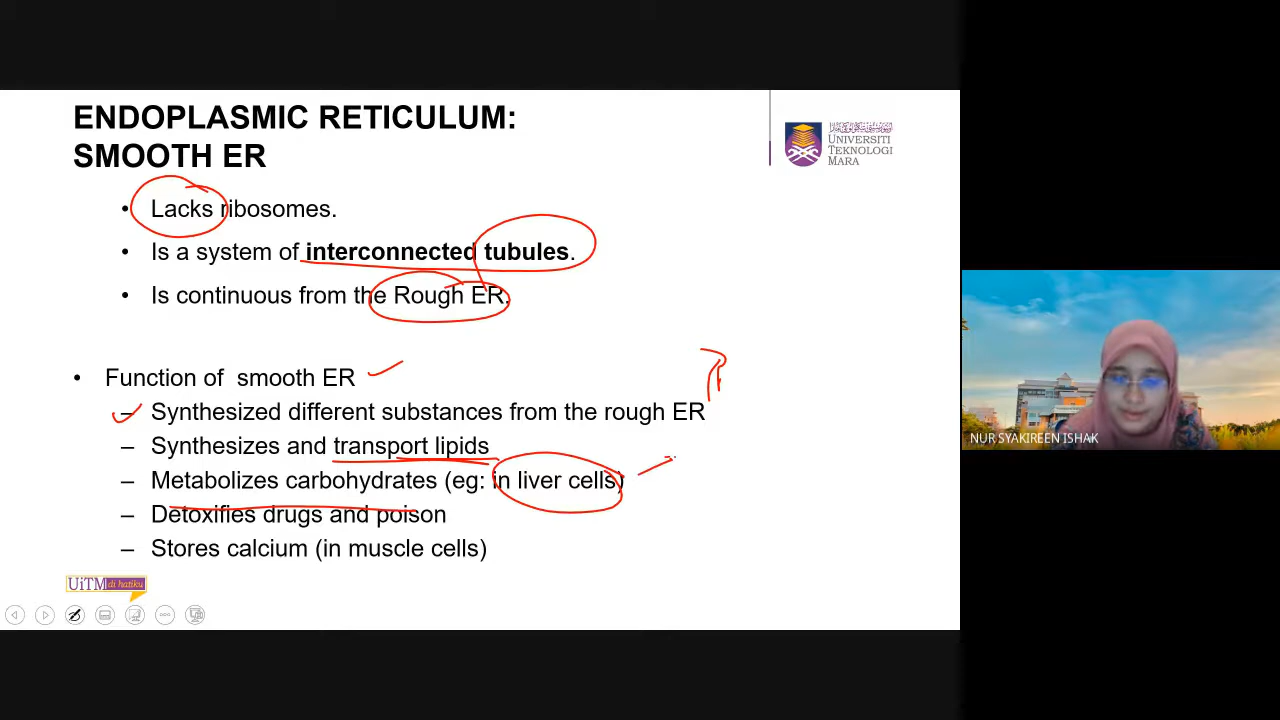 ENDOPLASMIC RETICULUM:
SMOOTH ER
UNIVERSITI
TEKNOLOGI
MARA
• Lacks ribosomes.
• Is a system of interconnected tubules.
• Is continuous from the Rough ER.
• Function of smooth ER
– Synthesized different substances from the rough ER
– Synthesizes and transport lipids
– Metabolizes carbohydrates (eg: in liver cells)
– Detoxifies drugs and poison
– Stores calcium (in muscle cells)
UiTM di hatiku
NUR SYAKIREEN ISHAK